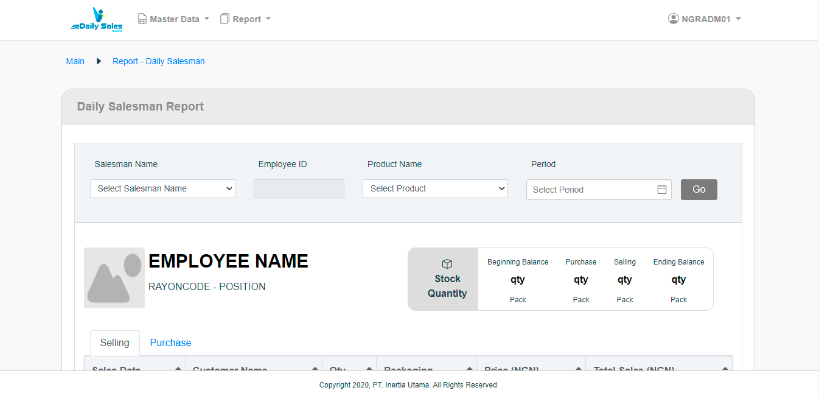 eDaily Sales
Master Data
Report
NGRADM01
Main
Report - Daily Salesman
Daily Salesman Report
Salesman Name
Employee ID
Product Name
Period
Select Salesman Name
Select Product
Select Period
Go
EMPLOYEE NAME
RAYONCODE - POSITION
Stock
Quantity
Beginning Balance
Purchase
Selling
Ending Balance
qty
qty
qty
qty
Pack
Pack
Pack
Pack
Selling
Purchase
Sales Date
Customer Name
Qty
Packaging
Price (NGN)
Total Sales (NGN)
Copyright 2020, PT. Inertia Utama. All Rights Reserved